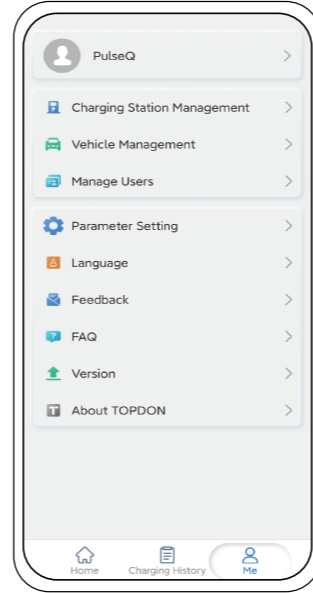 PulseQ
Charging Station Management
Vehicle Management
Manage Users
Parameter Setting
Language
Feedback
FAQ
Version
About TOPDON
Home Charging History Me